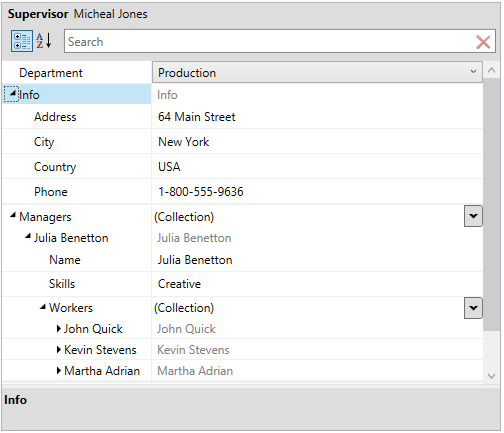 Supervisor Micheal Jones
A Z Search
Department Production
Info Info
Address 64 Main Street
City New York
Country USA
Phone 1-800-555-9636
Managers (Collection)
Julia Benetton Julia Benetton
Name Julia Benetton
Skills Creative
Workers (Collection)
John Quick John Quick
Kevin Stevens Kevin Stevens
Martha Adrian Martha Adrian
Info